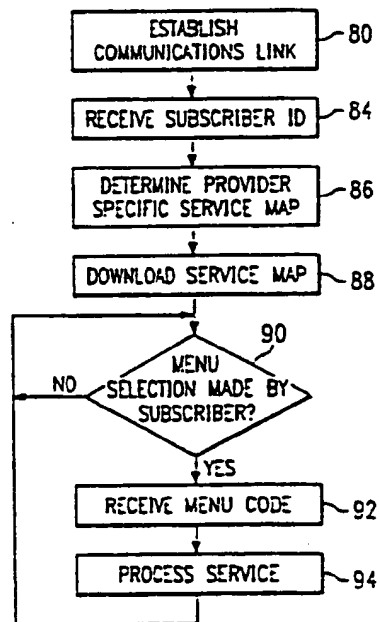 ESTABLISH
COMMUNICATIONS LINK
80
RECEIVE SUBSCRIBER ID
84
DETERMINE PROVIDER
SPECIFIC SERVICE MAP
86
DOWNLOAD SERVICE MAP
88
90
MENU
SELECTION MADE BY
SUBSCRIBER?
NO
YES
RECEIVE MENU CODE
92
PROCESS SERVICE
94